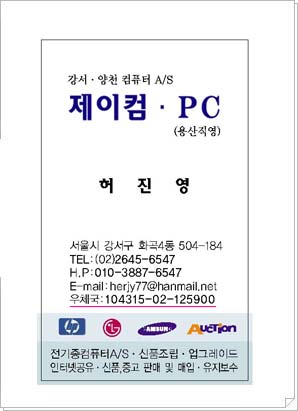 강서 · 양천 컴퓨터 A/S
제이컴 · PC
(용산직영)
허 진 영
서울시 강서구 화곡4동 504-184
TEL:(02)2645-6547
H.P:010-3887-6547
E-mail:herjy77@hanmail.net
우체국:104315-02-125900
hp LG SAMSUNG AUCTION
전기종컴퓨터A/S · 신품조립 · 업그레이드
인터넷공유 · 신품,중고 판매 및 매입 · 유지보수